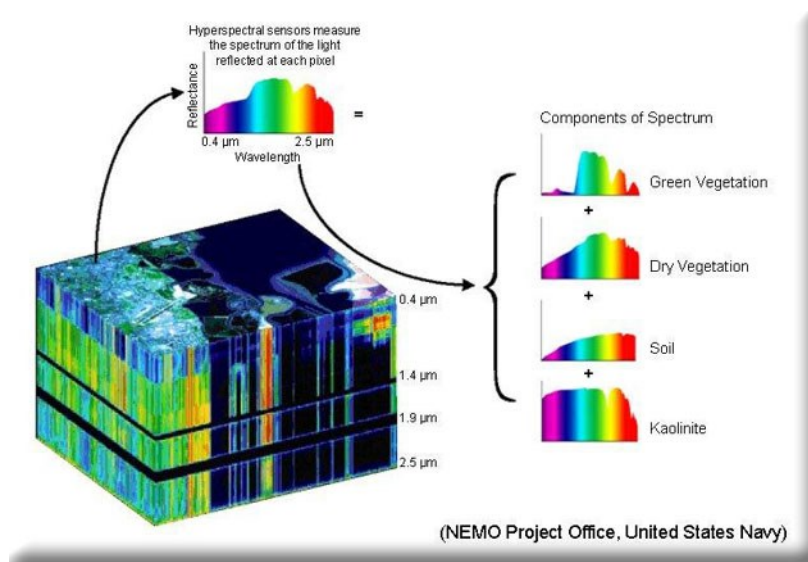 Hyperspectral sensors measure
the spectrum of the light
reflected at each pixel
Reflectance
0.4 µm 2.5 µm
Wavelength
=
Components of Spectrum
Green Vegetation
+
Dry Vegetation
+
Soil
+
Kaolinite
0.4 µm
1.4 µm
1.9 µm
2.5 µm
(NEMO Project Office, United States Navy)